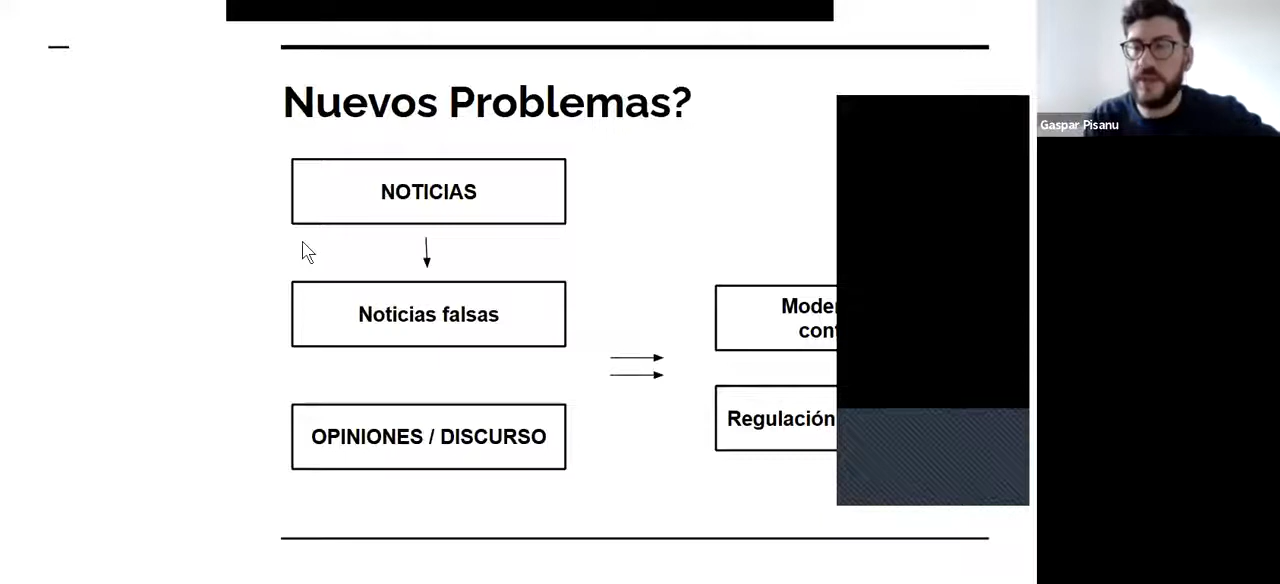 Nuevos Problemas?
NOTICIAS
Noticias falsas
OPINIONES / DISCURSO
Regulación
Gaspar Pisanu